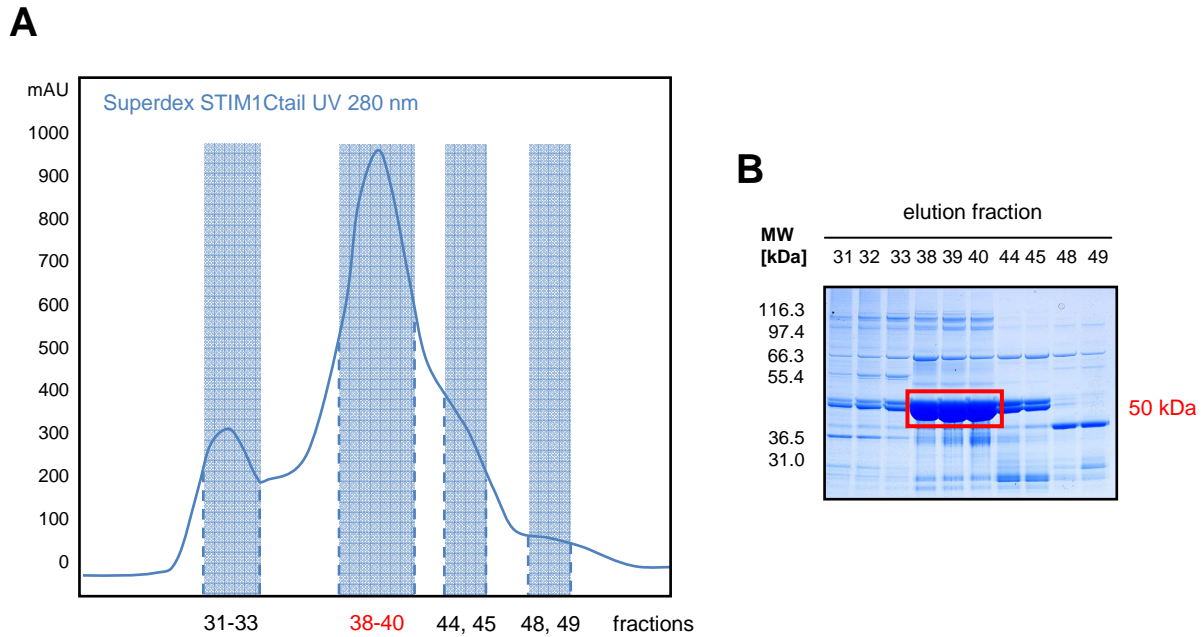 A
mAU
Superdex STIM1Ctail UV 280 nm
1000
900
800
700
600
500
400
300
200
100
0
31-33 38-40 44, 45 48, 49 fractions
B
elution fraction
MW
[kDa] 31 32 33 38 39 40 44 45 48 49
116.3
97.4
66.3
55.4
36.5
31.0
50 kDa